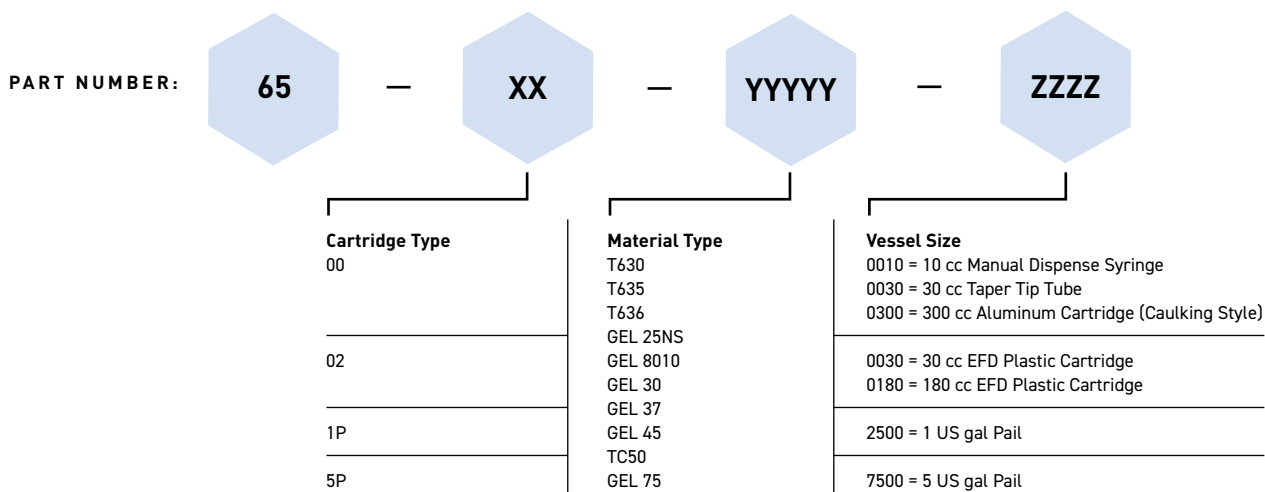 PART NUMBER: 65 — XX — YYYYY — ZZZZ
Cartridge Type
00
02
1P
5P
Material Type
T630
T635
T636
GEL 25NS
GEL 8010
GEL 30
GEL 37
GEL 45
TC50
GEL 75
Vessel Size
0010 = 10 cc Manual Dispense Syringe
0030 = 30 cc Taper Tip Tube
0300 = 300 cc Aluminum Cartridge (Caulking Style)
0030 = 30 cc EFD Plastic Cartridge
0180 = 180 cc EFD Plastic Cartridge
2500 = 1 US gal Pail
7500 = 5 US gal Pail